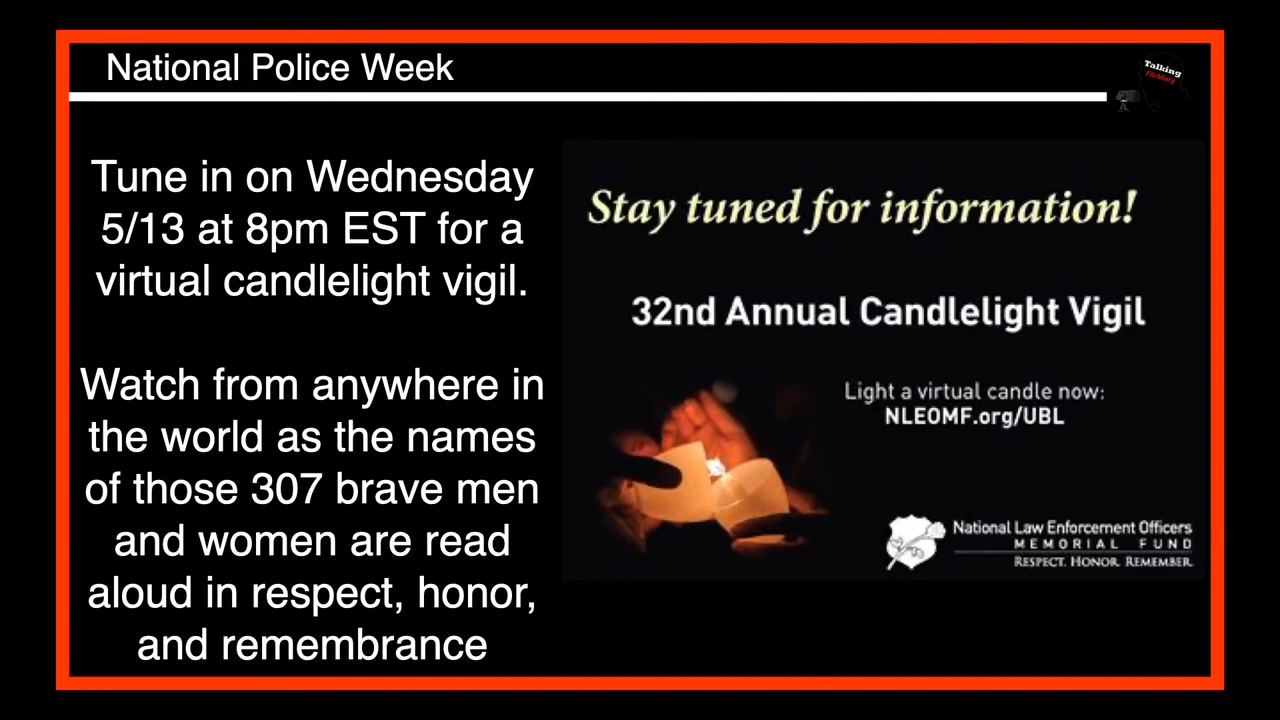 National Police Week
Talking
Fitchburg
Tune in on Wednesday
5/13 at 8pm EST for a
virtual candlelight vigil.
Watch from anywhere in
the world as the names
of those 307 brave men
and women are read
aloud in respect, honor,
and remembrance
Stay tuned for information!
32nd Annual Candlelight Vigil
Light a virtual candle now:
NLEOMF.org/UBL
National Law Enforcement Officers
MEMORIAL FUND
RESPECT. HONOR. REMEMBER.